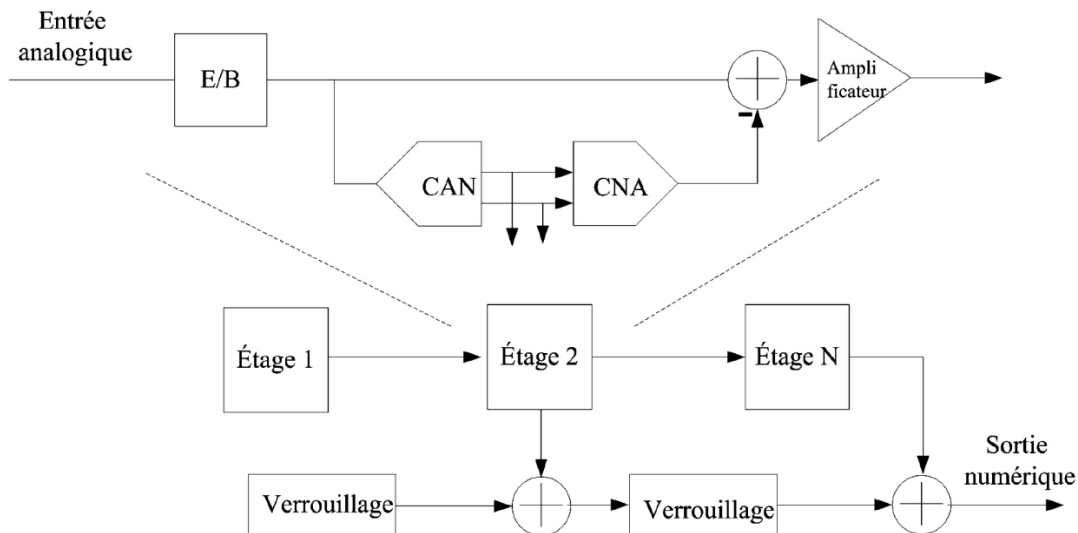 Entrée
analogique
E/B
Ampli
ficateur
CAN
CNA
Étage 1
Étage 2
Étage N
Sortie
numérique
Verrouillage
Verrouillage